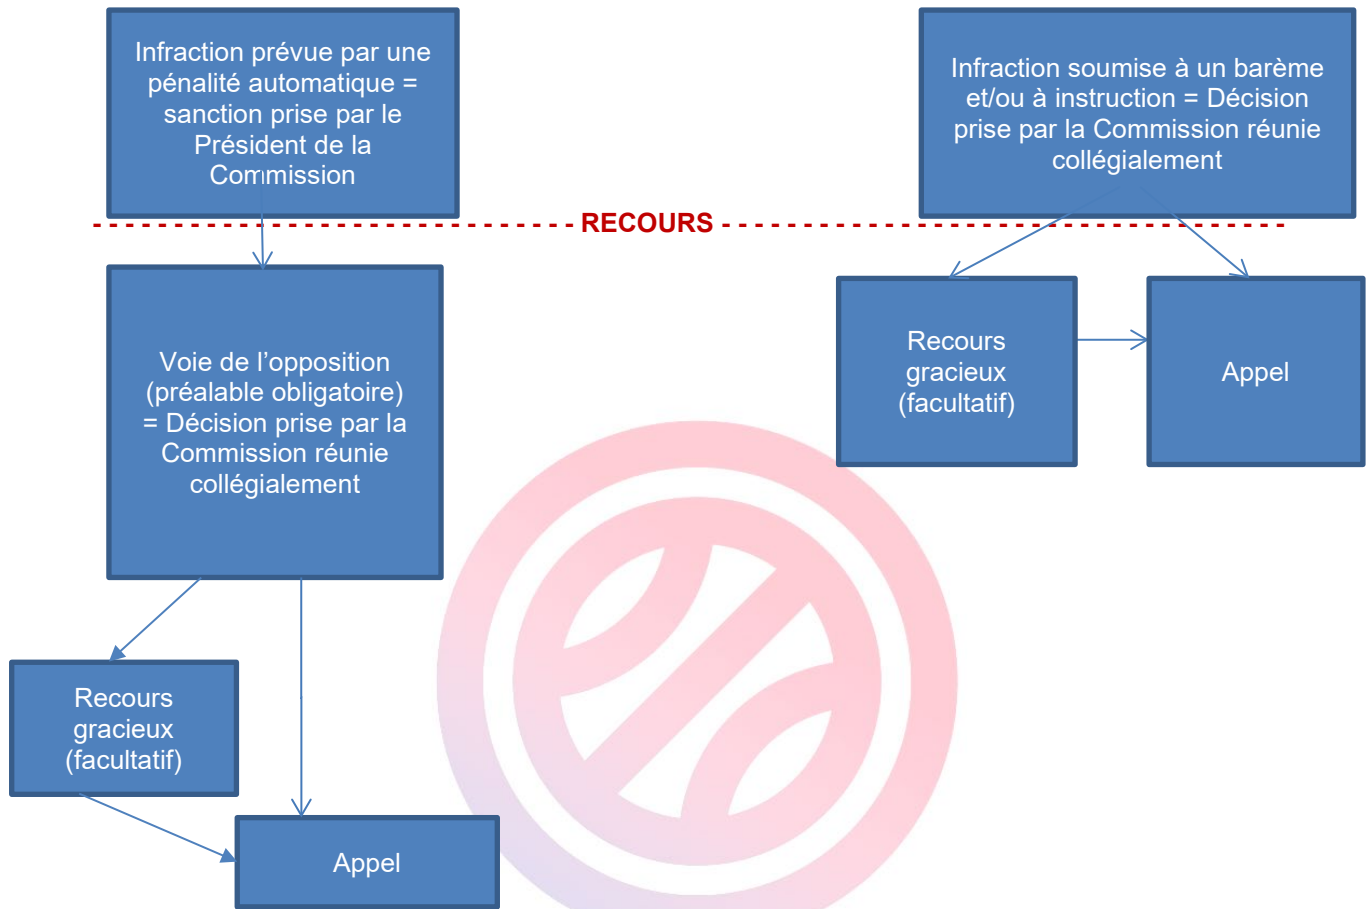 Infraction prévue par une
pénalité automatique =
sanction prise par le
Président de la
Commission
Infraction soumise à un barème
et/ou à instruction = Décision
prise par la Commission réunie
collégialement
RECOURS
Voie de l’opposition
(préalable obligatoire)
= Décision prise par la
Commission réunie
collégialement
Recours
gracieux
(facultatif)
Appel
Recours
gracieux
(facultatif)
Appel